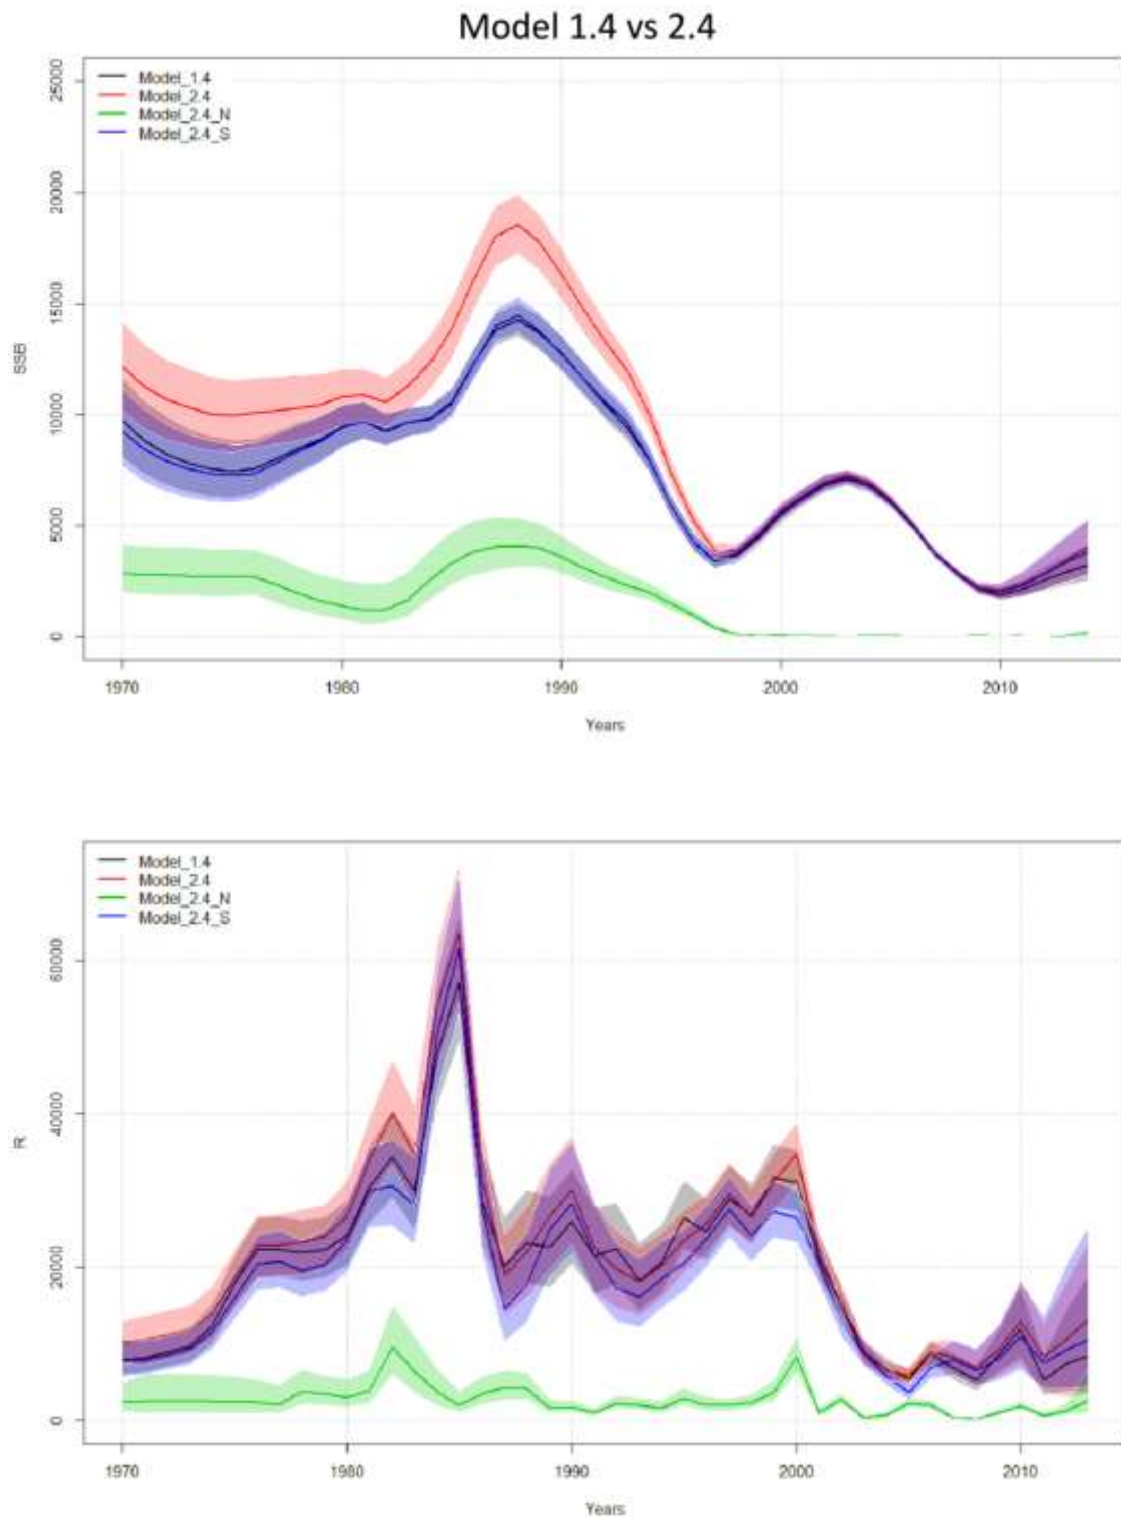 Model 1.4 vs 2.4
Model_1.4
Model_2.4
Model_2.4_N
Model_2.4_S
25000
20000
15000
10000
5000
0
SSB
1970 1980 1990 2000 2010
Years
Model_1.4
Model_2.4
Model_2.4_N
Model_2.4_S
60000
40000
20000
0
R
1970 1980 1990 2000 2010
Years